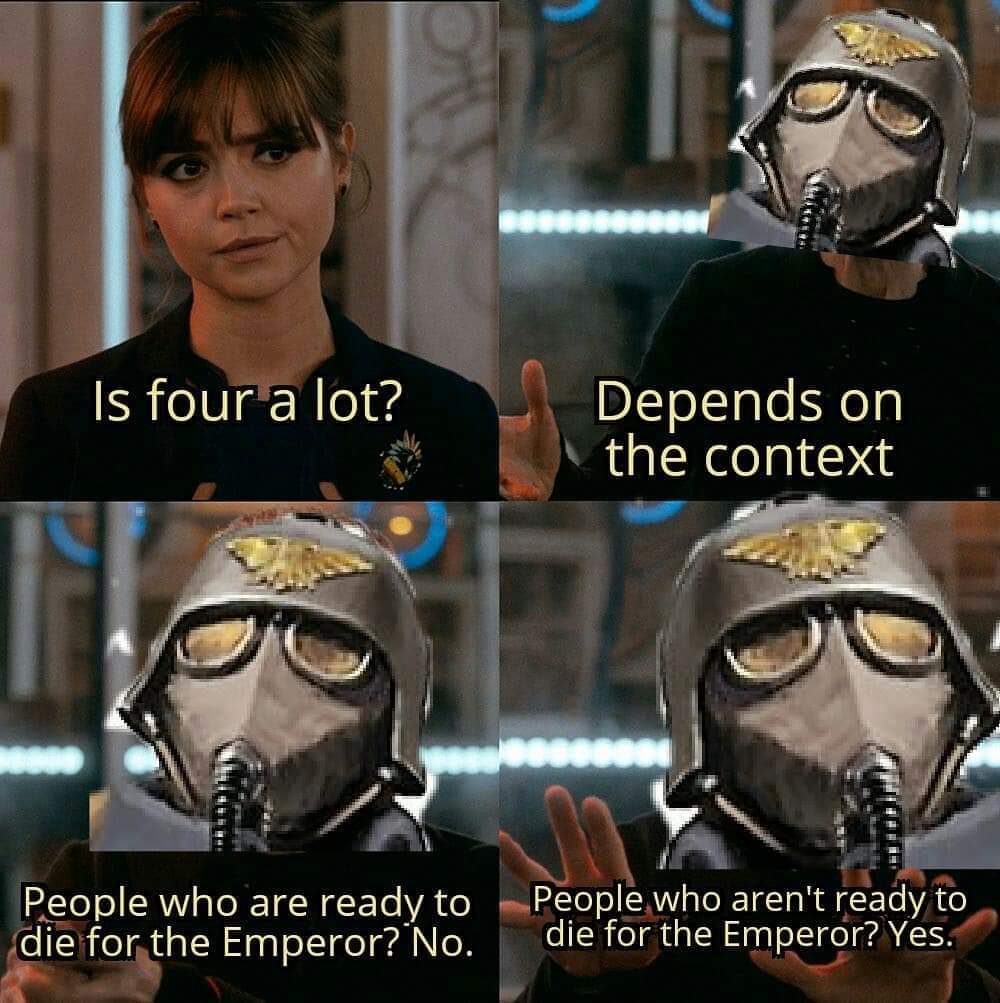 Is four a lot?
Depends on
the context
People who are ready to
die for the Emperor? No.
People who aren't ready to
die for the Emperor? Yes.